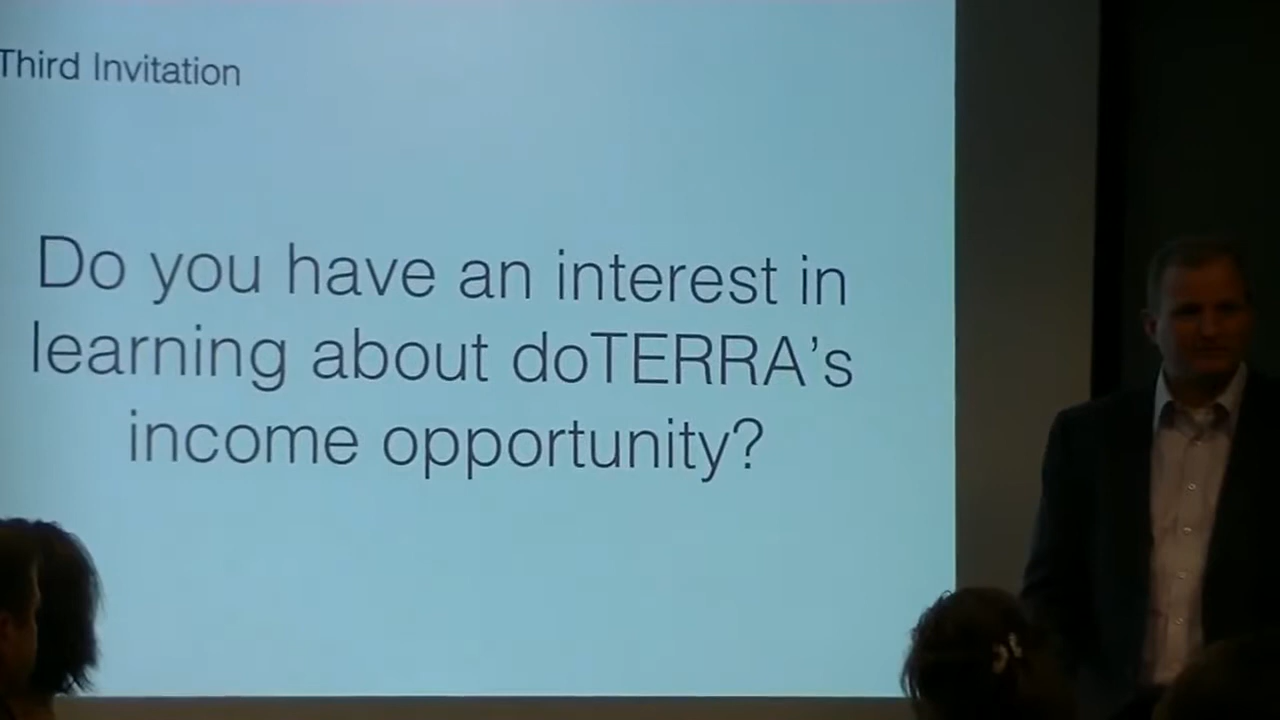 Third Invitation
Do you have an interest in
learning about doTERRA's
income opportunity?